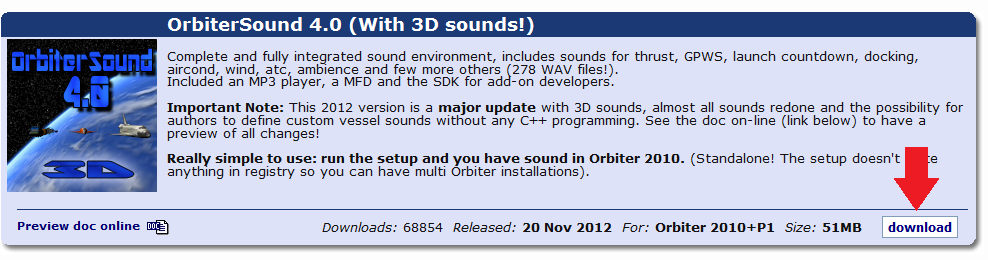 OrbiterSound 4.0 (With 3D sounds!)
OrbiterSound
4.0
3D
Complete and fully integrated sound environment, includes sounds for thrust, GPWS, launch countdown, docking,
aircond, wind, atc, ambience and few more others (278 WAV files!).
Included an MP3 player, a MFD and the SDK for add-on developers.
Important Note: This 2012 version is a major update with 3D sounds, almost all sounds redone and the possibility for
authors to define custom vessel sounds without any C++ programming. See the doc on-line (link below) to have a
preview of all changes!
Really simple to use: run the setup and you have sound in Orbiter 2010. (Standalone! The setup doesn't
anything in registry so you can have multi Orbiter installations).
Preview doc online
Downloads: 68854 Released: 20 Nov 2012 For: Orbiter 2010+P1 Size: 51MB download